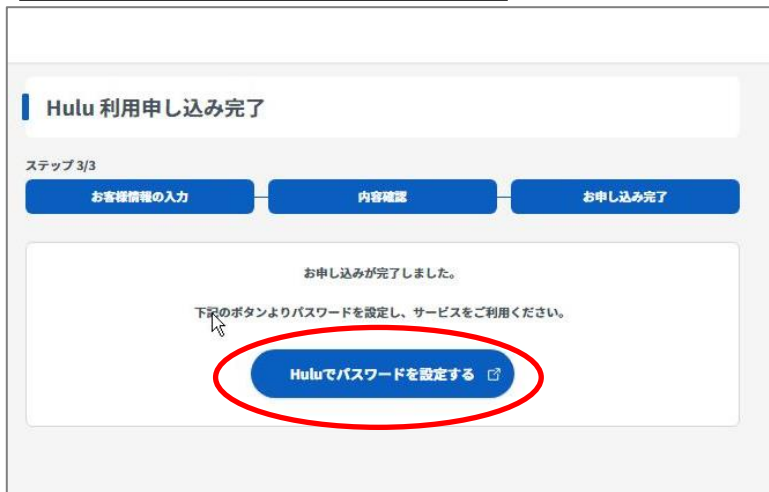 Hulu 利用申し込み完了
ステップ 3/3
お客様情報の入力
内容確認
お申し込み完了
お申し込みが完了しました。
下記のボタンよりパスワードを設定し、サービスをご利用ください。
Huluでパスワードを設定する